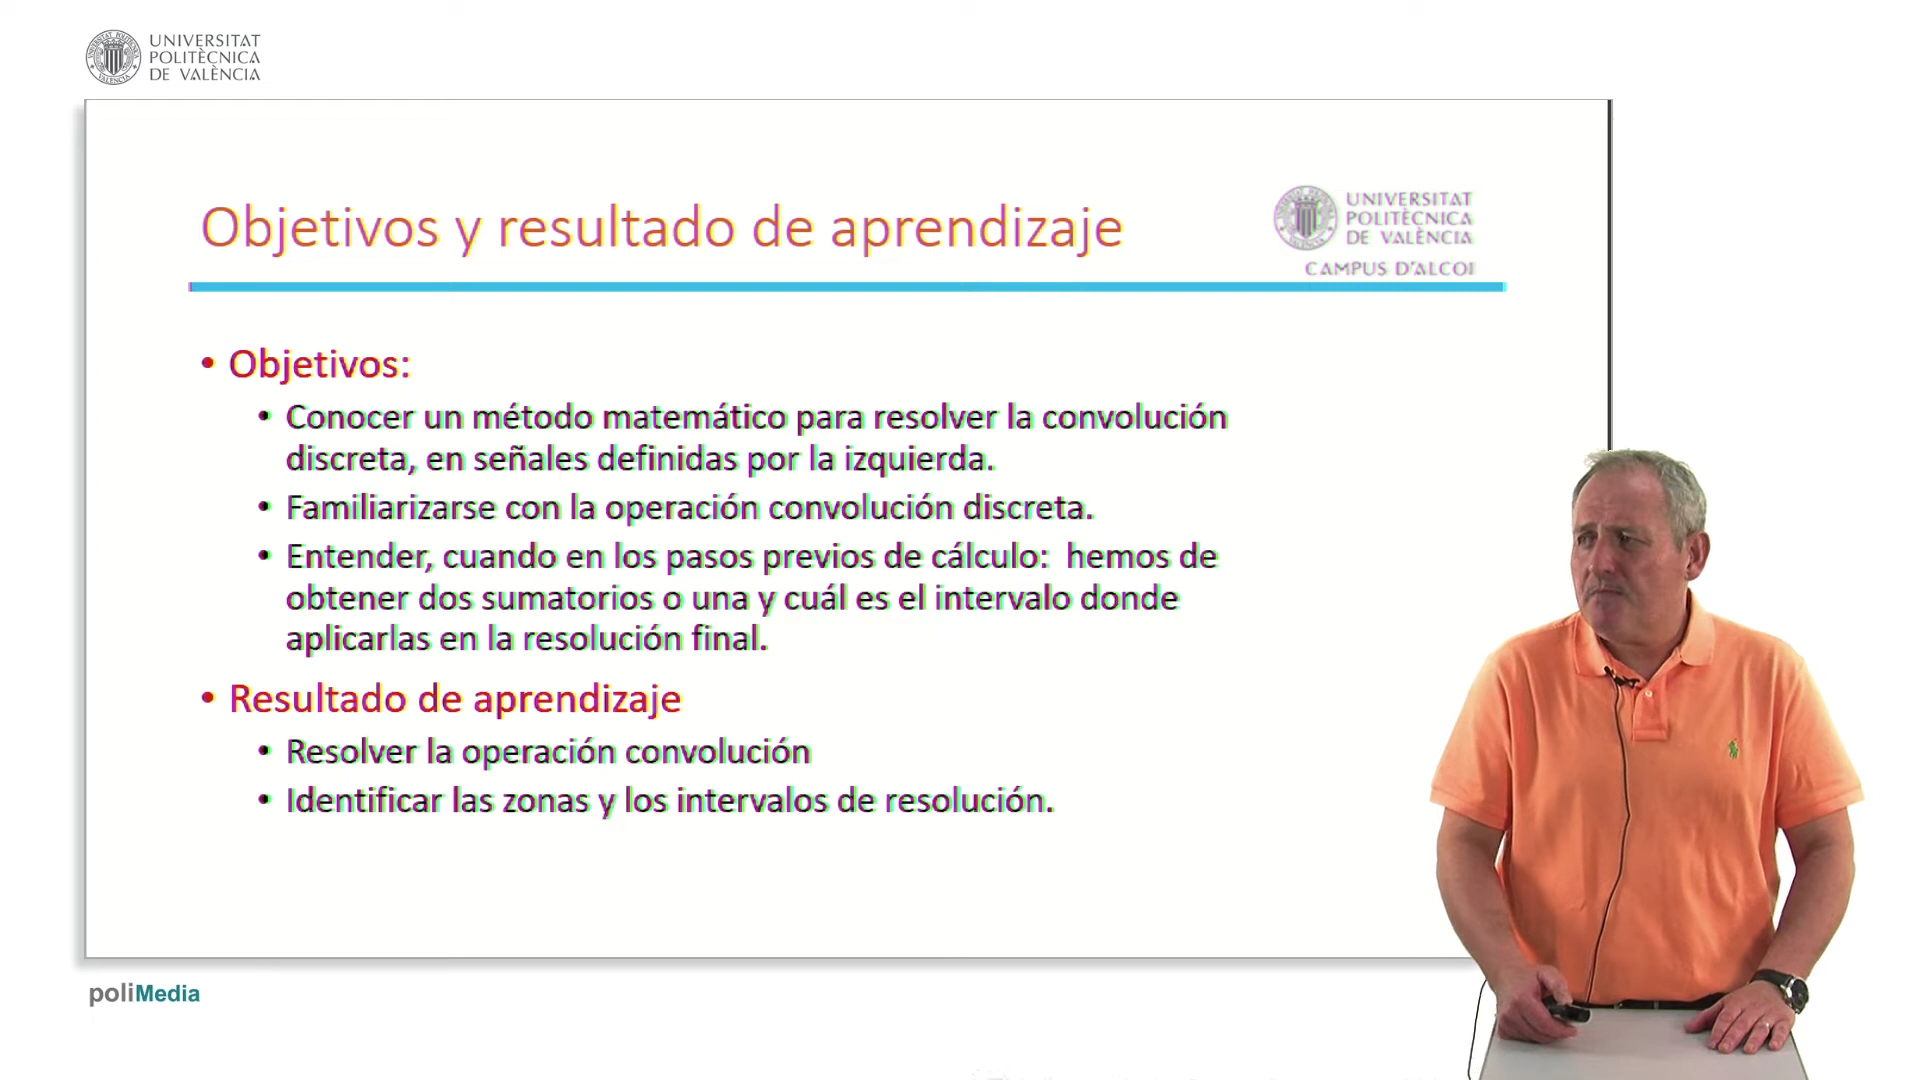 UNIVERSITAT
POLITÈCNICA
DE VALÈNCIA
Objetivos y resultado de aprendizaje
UNIVERSITAT
POLITÈCNICA
DE VALÈNCIA
CAMPUS D'ALCOI
• Objetivos:
• Conocer un método matemático para resolver la convolución
discreta, en señales definidas por la izquierda.
• Familiarizarse con la operación convolución discreta.
• Entender, cuando en los pasos previos de cálculo: hemos de
obtener dos sumatorios o una y cuál es el intervalo donde
aplicarlas en la resolución final.
• Resultado de aprendizaje
• Resolver la operación convolución
• Identificar las zonas y los intervalos de resolución.
poliMedia